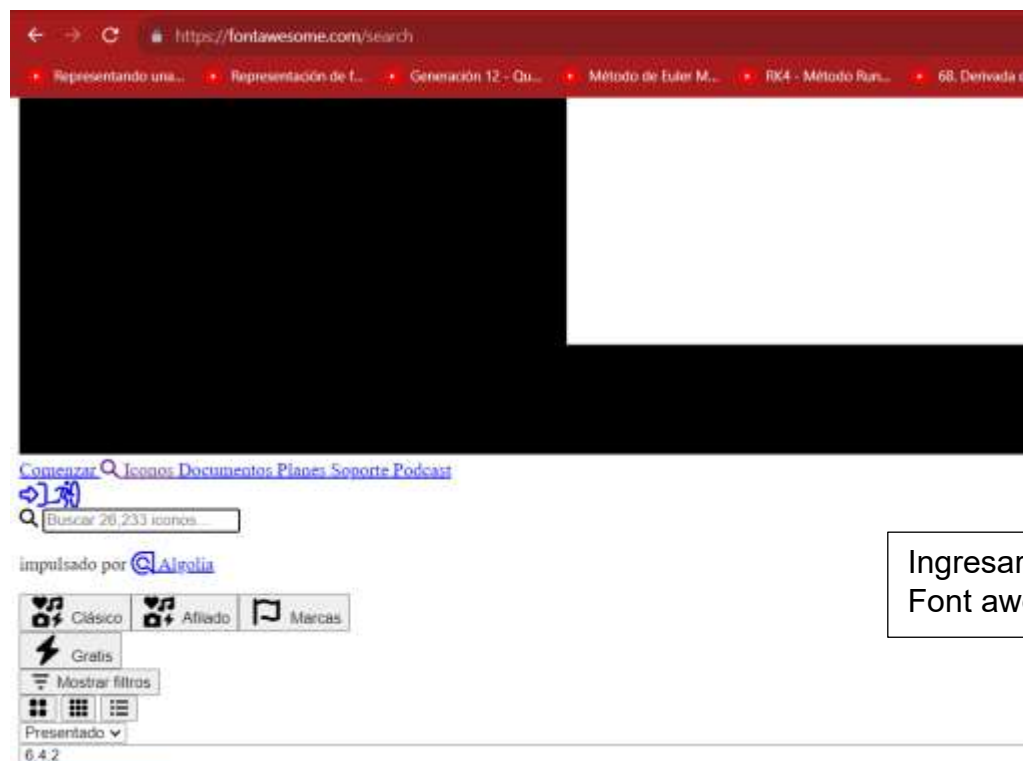 https://fontawesome.com/search
Representando una... Representación de f... Generación 12 - Qu... Método de Euler M... RK4 - Método Run... 68. Derivada
Comenzar Iconos Documentos Planes Soporte Podcast
Buscar 26,233 iconos...
impulsado por Algolia
Ingresar
Font aw
Clásico Afilado Marcas
Gratis
Mostrar filtros
Presentado
6.4.2